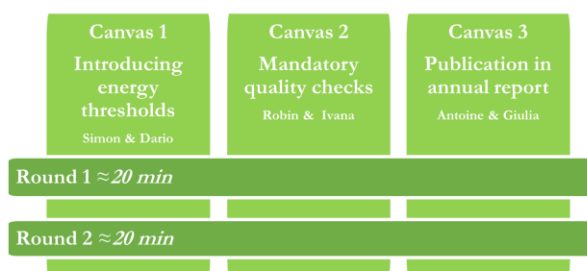 Canvas 1
Introducing
energy
thresholds
Simon & Dario
Canvas 2
Mandatory
quality checks
Robin & Ivana
Canvas 3
Publication in
annual report
Antoine & Giulia
Round 1 ≈20 min
Round 2 ≈20 min